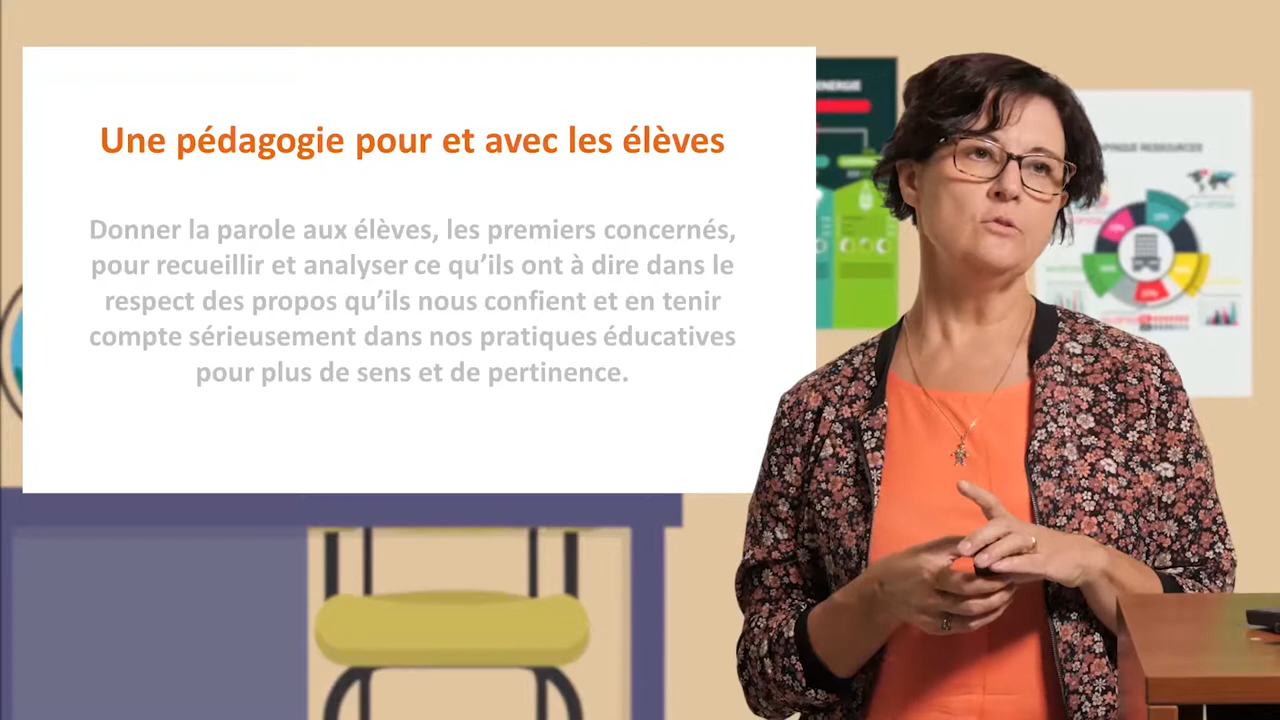 Une pédagogie pour et avec les élèves
Donner la parole aux élèves, les premiers concernés,
pour recueillir et analyser ce qu’ils ont à dire dans le
respect des propos qu’ils nous confient et en tenir
compte sérieusement dans nos pratiques éducatives
pour plus de sens et de pertinence.
RESSOURCES